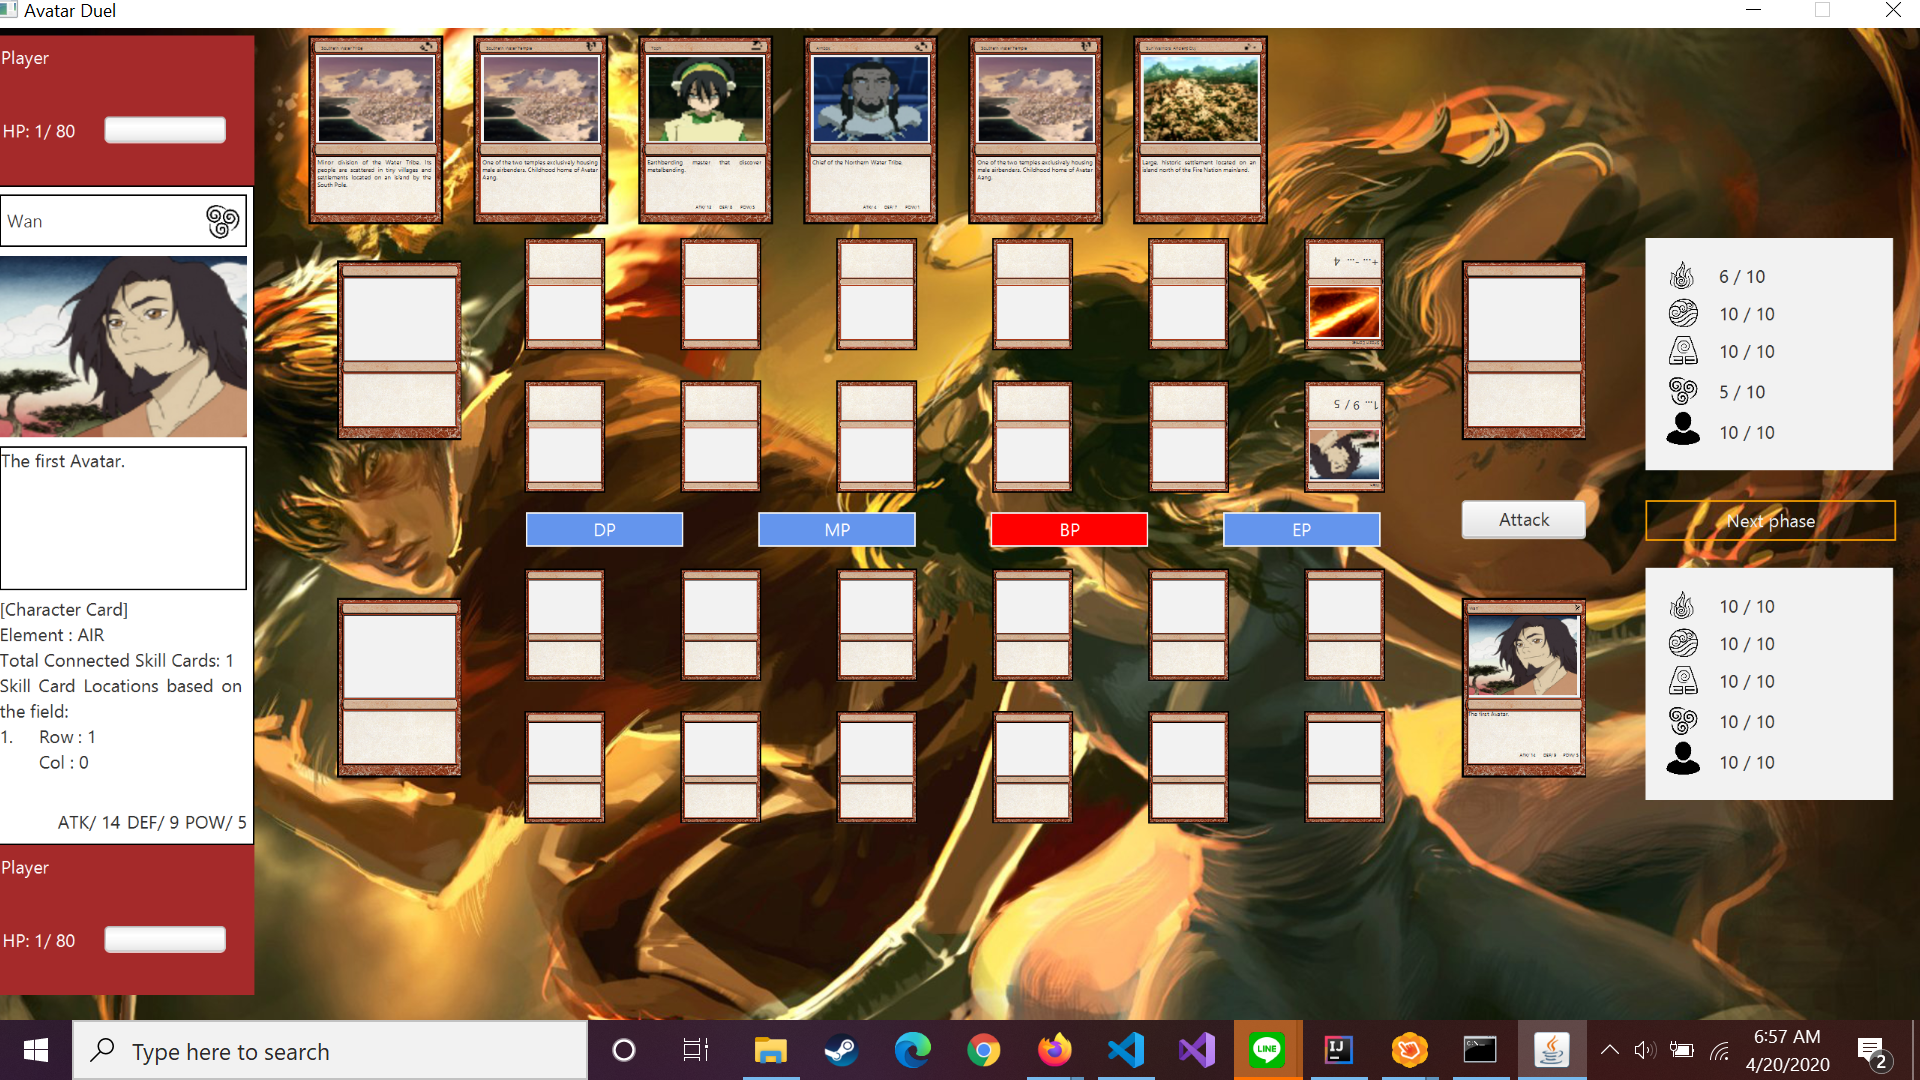 Avatar Duel
Player
HP: 1/ 80
Wan
The first Avatar.
[Character Card]
Element : AIR
Total Connected Skill Cards: 1
Skill Card Locations based on
the field:
1. Row : 1
Col : 0
ATK/ 14 DEF/ 9 POW/ 5
Player
HP: 1/ 80
Southern Water Tribe
Minor division of the Water Tribe. Its
people are scattered in tiny villages and
settlements located on an island by the
South Pole.
One of the two temples exclusively housing
male airbenders. Childhood home of Avatar
Aang.
Toph
Earthbending master that discover
metalbending.
Chief of the Northern Water Tribe.
One of the two temples exclusively housing
male airbenders. Childhood home of Avatar
Aang.
Large, historic settlement located on an
island north of the Fire Nation mainland.
+... -... 4
1... 9 / 5
DP
MP
BP
EP
Attack
Next phase
6 / 10
10 / 10
10 / 10
5 / 10
10 / 10
10 / 10
10 / 10
10 / 10
10 / 10
10 / 10
Wan
The first Avatar.
Type here to search
LINE
IJ
6:57 AM
4/20/2020
2